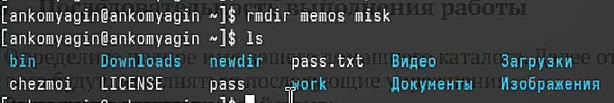 [ankomyagin@ankomyagin ~]$ rmdir memos misk
[ankomyagin@ankomyagin ~]$ ls
bin Downloads newdir pass.txt Видео Загрузки
chezmoi LICENSE pass work Документы Изображения